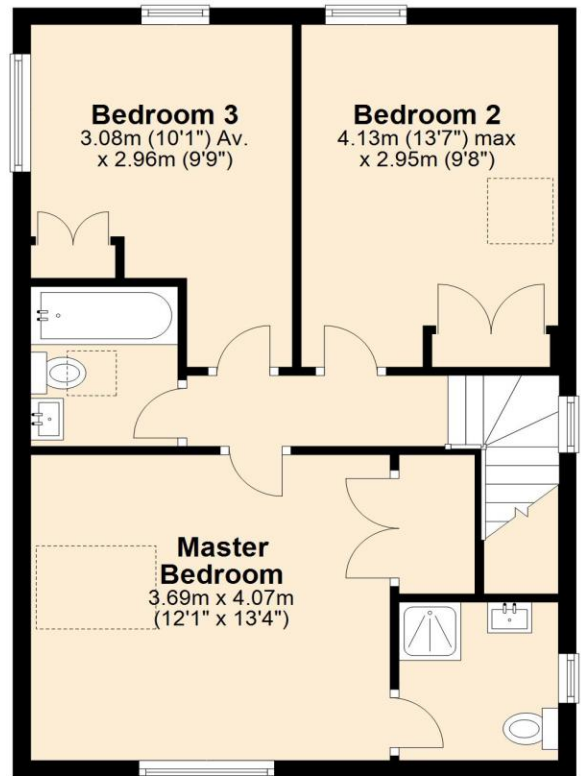 Bedroom 3
3.08m (10'1") Av.
x 2.96m (9'9")
Bedroom 2
4.13m (13'7") max
x 2.95m (9'8")
Master
Bedroom
3.69m x 4.07m
(12'1" x 13'4")